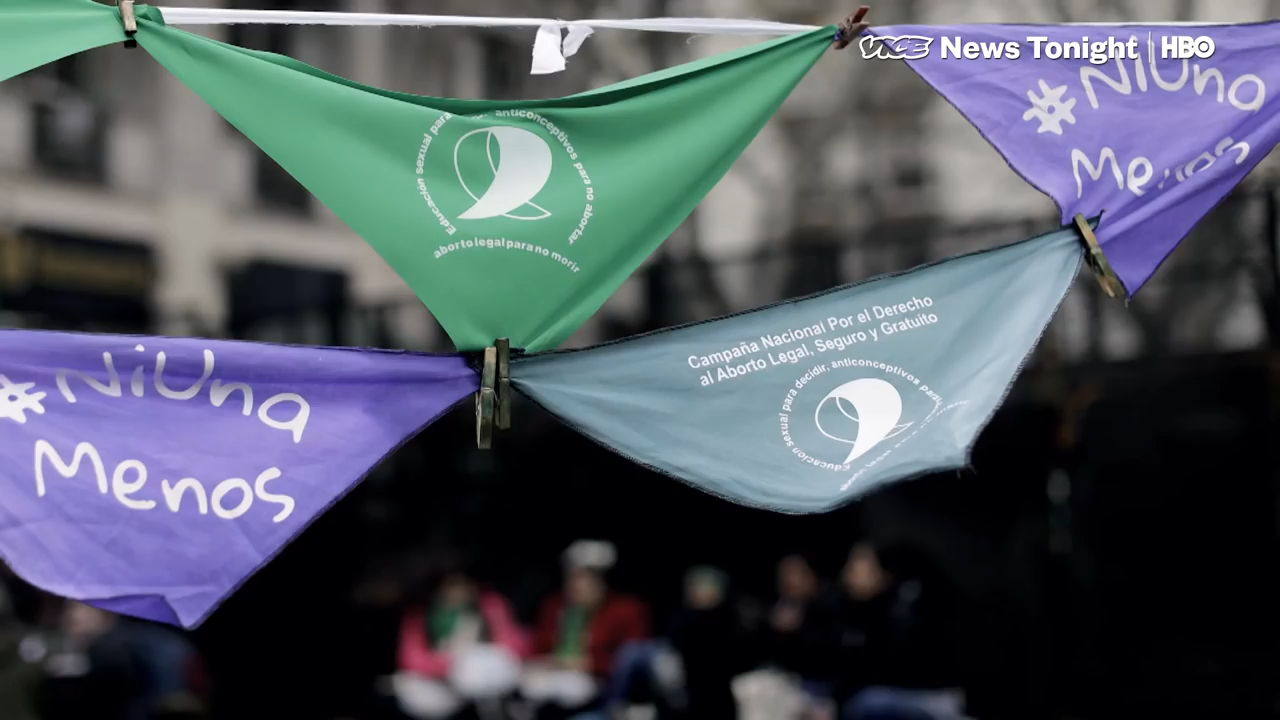 VICE News Tonight | HBO
#NiUna
Menos
Educación sexual para
anticonceptivos para no abortar
aborto legal para no morir
Campaña Nacional Por el Derecho
al Aborto Legal, Seguro y Gratuito
Educación sexual para decidir, anticonceptivos para
#NiUna
Menos